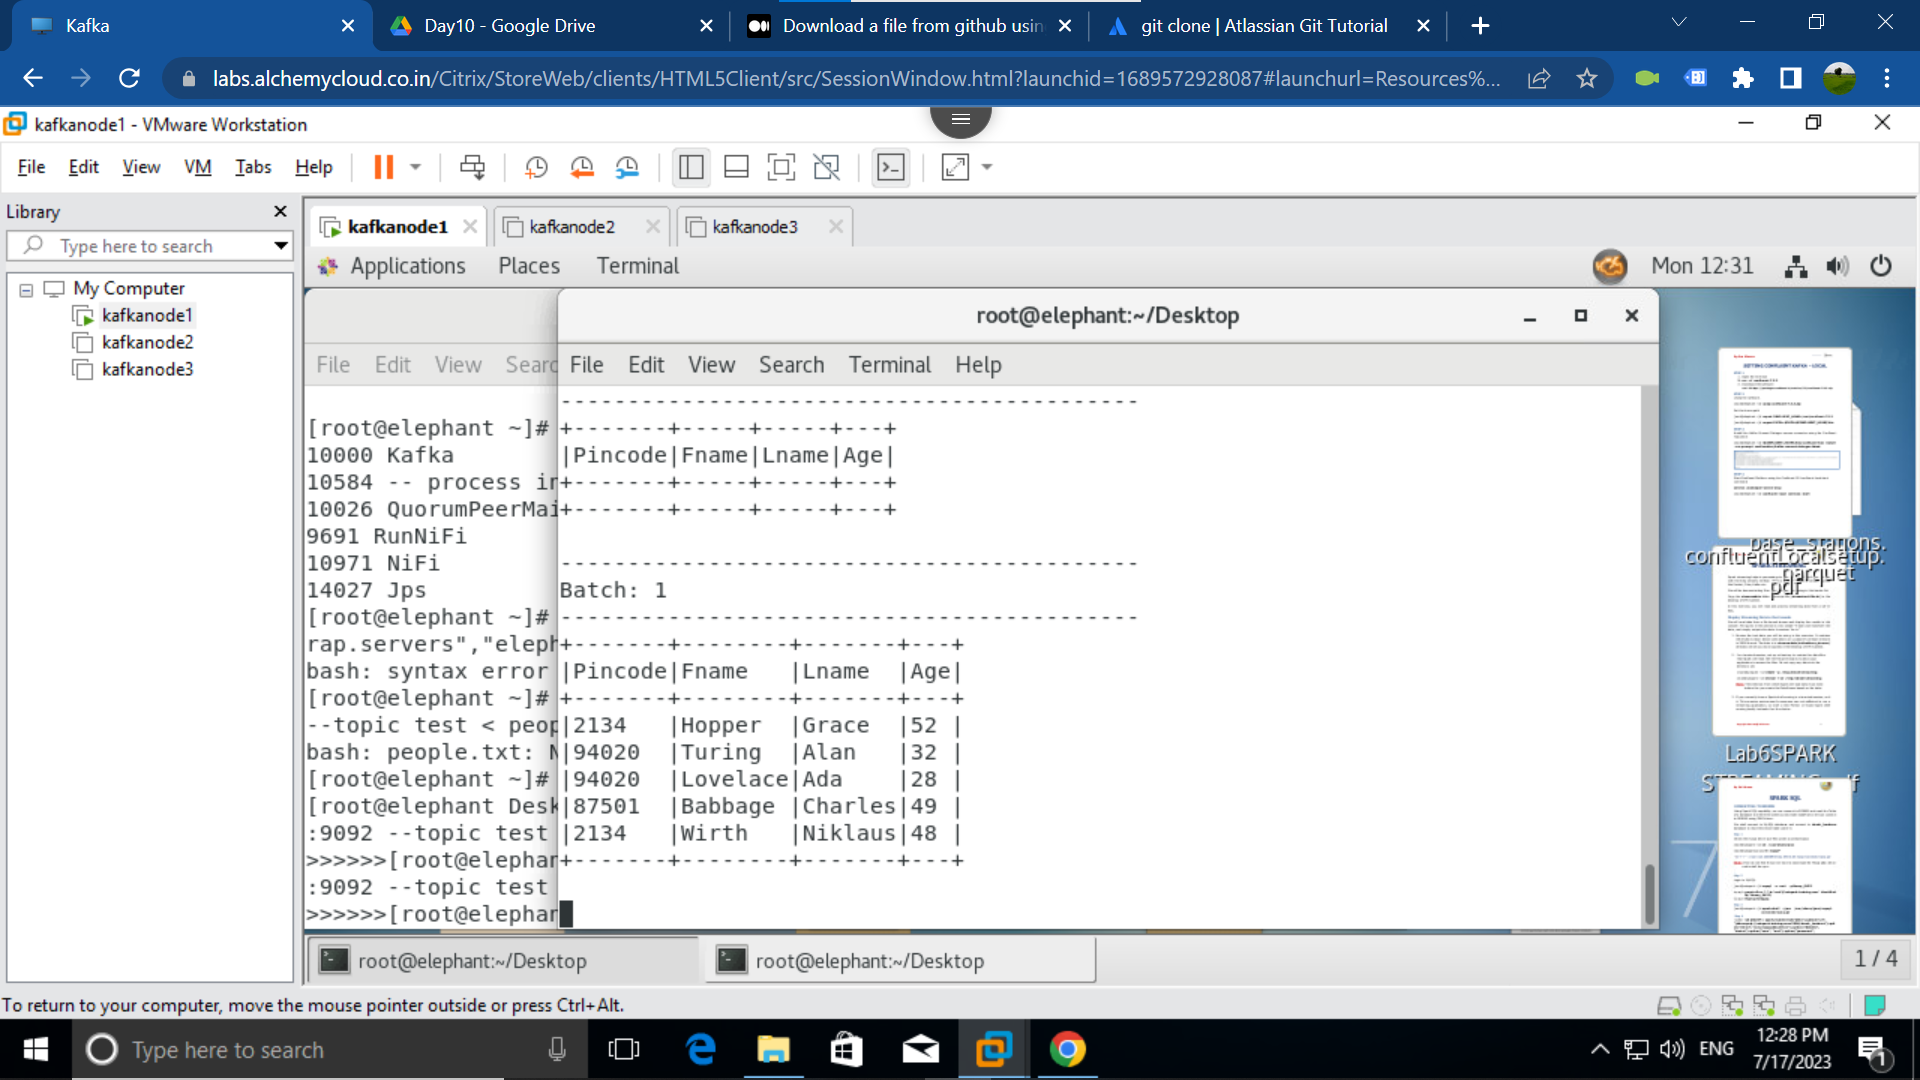 Kafka
Day10 - Google Drive
Download a file from github usin
git clone | Atlassian Git Tutorial
labs.alchemycloud.co.in/Citrix/StoreWeb/clients/HTML5Client/src/SessionWindow.html?launchid=1689572928087#launchurl=Resources%...
kafkanode1 - VMware Workstation
File Edit View VM Tabs Help
Library
Type here to search
My Computer
kafkanode1
kafkanode2
kafkanode3
kafkanode1
kafkanode2
kafkanode3
Applications Places Terminal
Mon 12:31
File Edit View Searc
[root@elephant ~]#
10000 Kafka
10584 -- process in
10026 QuorumPeerMai
9691 RunNiFi
10971 NiFi
14027 Jps
[root@elephant ~]#
rap.servers","eleph
bash: syntax error
[root@elephant ~]#
--topic test < peop
bash: people.txt: N
[root@elephant ~]#
[root@elephant Desk
:9092 --topic test
>>>>>>[root@elephan
:9092 --topic test
>>>>>>[root@elephan
root@elephant:~/Desktop
File Edit View Search Terminal Help
-------------------------------------------
+-------+-----+-----+---+
|Pincode|Fname|Lname|Age|
+-------+-----+-----+---+
+-------+-----+-----+---+
-------------------------------------------
Batch: 1
-------------------------------------------
+-------+--------+-------+---+
|Pincode|Fname   |Lname  |Age|
+-------+--------+-------+---+
|2134   |Hopper  |Grace  |52 |
|94020  |Turing  |Alan   |32 |
|94020  |Lovelace|Ada    |28 |
|87501  |Babbage |Charles|49 |
|2134   |Wirth   |Niklaus|48 |
+-------+--------+-------+---+
base_stations.
parquet
confluentLocalsetup.
pdf
Lab6SPARK
SPARK SQL
7
root@elephant:~/Desktop
root@elephant:~/Desktop
1 / 4
To return to your computer, move the mouse pointer outside or press Ctrl+Alt.
Type here to search
ENG
12:28 PM
7/17/2023
1